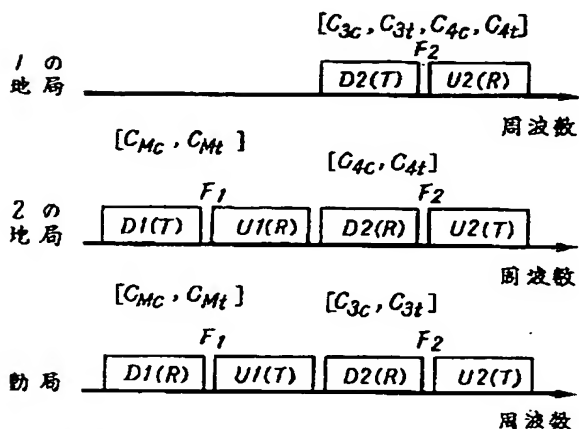 [C3c, C3t, C4c, C4t]
F2
1 の
地局
D2(T) U2(R)
周波数
[CMc, CMt]
[C4c, C4t]
F1 F2
2 の
地局
D1(T) U1(R) D2(R) U2(T)
周波数
[CMc, CMt] [C3c, C3t]
F1 F2
動局
D1(R) U1(T) D2(R) U2(T)
周波数